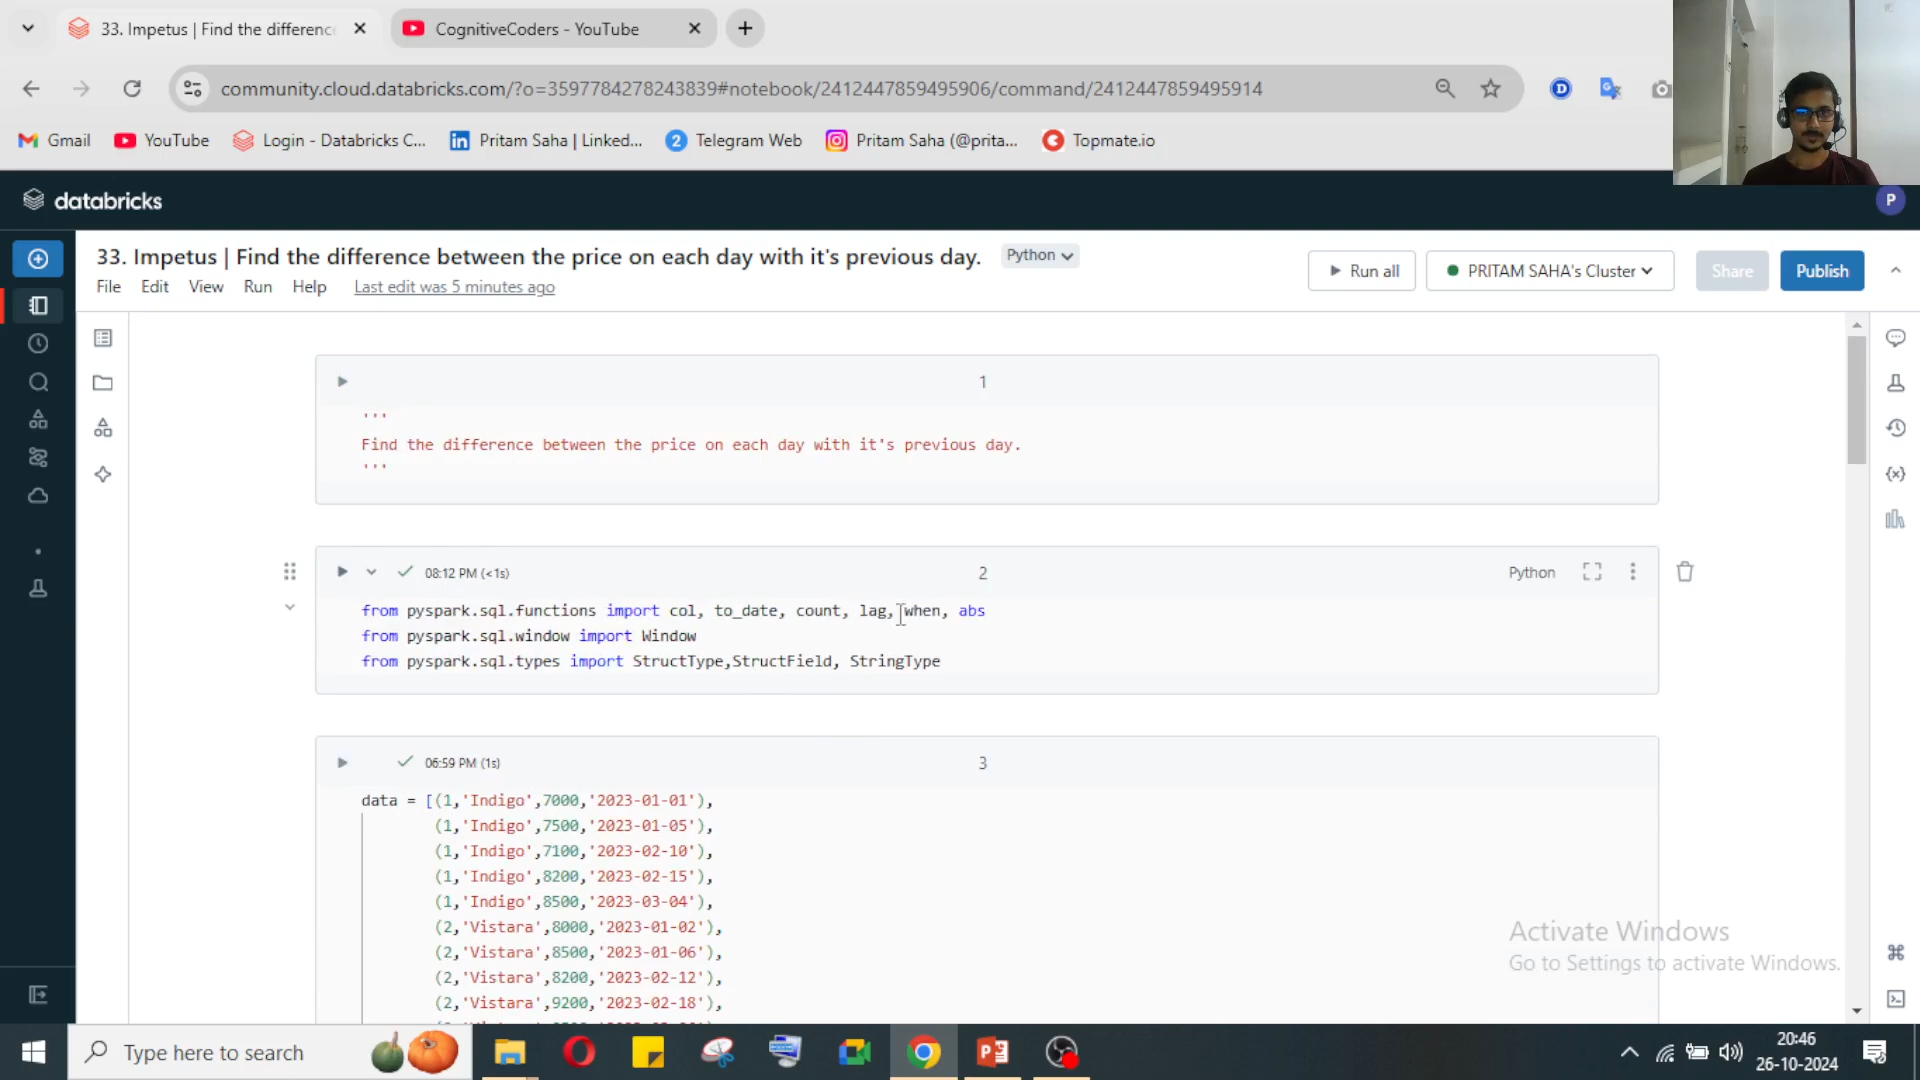 33. Impetus | Find the differenc
CognitiveCoders - YouTube
community.cloud.databricks.com/?o=3597784278243839#notebook/2412447859495906/command/2412447859495914
Gmail
YouTube
Login - Databricks C...
Pritam Saha | Linked...
2 Telegram Web
Pritam Saha (@prita...
Topmate.io
databricks
P
33. Impetus | Find the difference between the price on each day with it's previous day.
Python
File Edit View Run Help Last edit was 5 minutes ago
Run all
PRITAM SAHA's Cluster
Share
Publish
1
'''
Find the difference between the price on each day with it's previous day.
'''
08:12 PM (<1s)
2
Python
from pyspark.sql.functions import col, to_date, count, lag, when, abs
from pyspark.sql.window import Window
from pyspark.sql.types import StructType,StructField, StringType
06:59 PM (1s)
3
data = [(1,'Indigo',7000,'2023-01-01'),
(1,'Indigo',7500,'2023-01-05'),
(1,'Indigo',7100,'2023-02-10'),
(1,'Indigo',8200,'2023-02-15'),
(1,'Indigo',8500,'2023-03-04'),
(2,'Vistara',8000,'2023-01-02'),
(2,'Vistara',8500,'2023-01-06'),
(2,'Vistara',8200,'2023-02-12'),
(2,'Vistara',9200,'2023-02-18'),
Activate Windows
Go to Settings to activate Windows.
Type here to search
20:46
26-10-2024